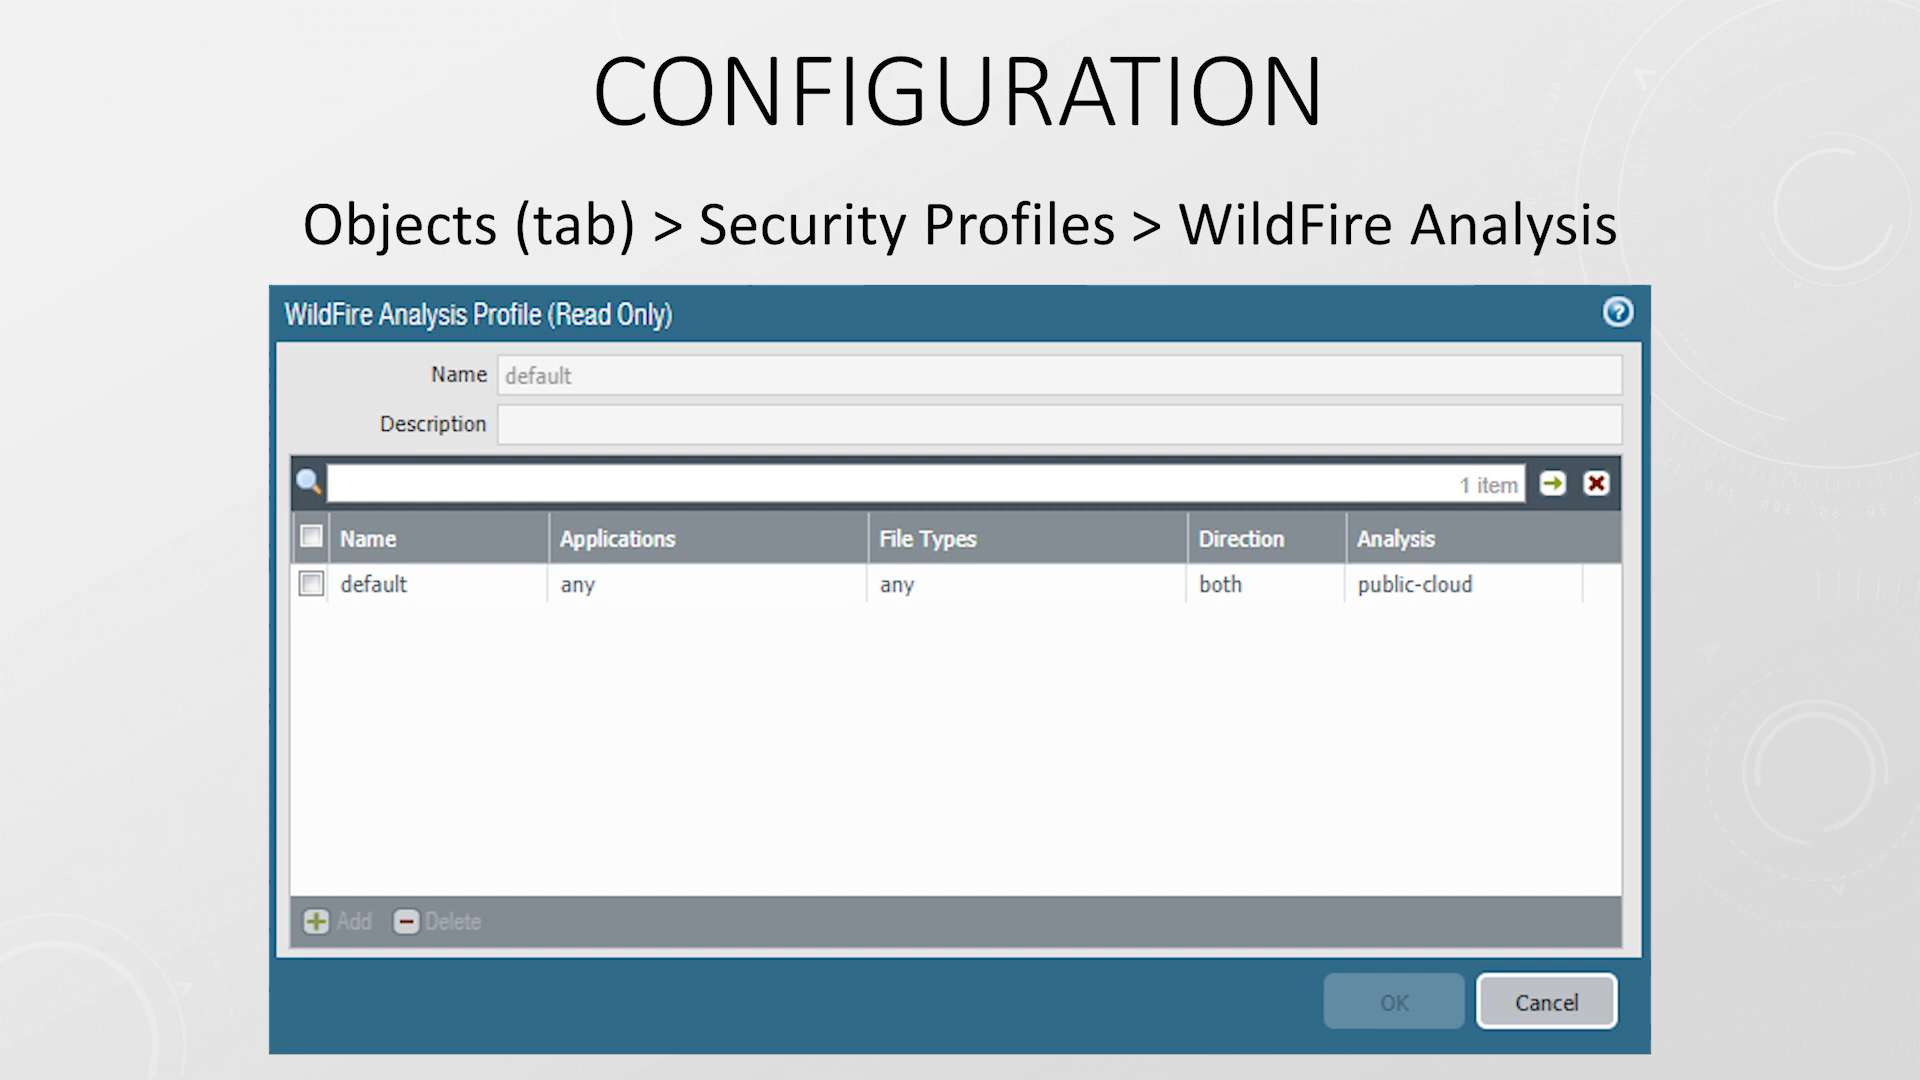 CONFIGURATION
Objects (tab) > Security Profiles > WildFire Analysis
WildFire Analysis Profile (Read Only)
?
Name default
Description
1 item
Name Applications File Types Direction Analysis
default any any both public-cloud
Add Delete
OK Cancel